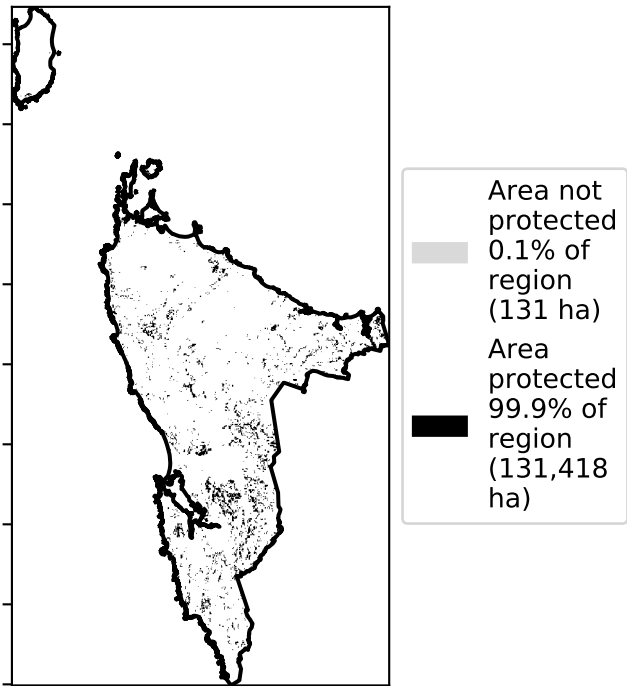 Area not
protected
0.1% of
region
(131 ha)
Area
protected
99.9% of
region
(131,418
ha)